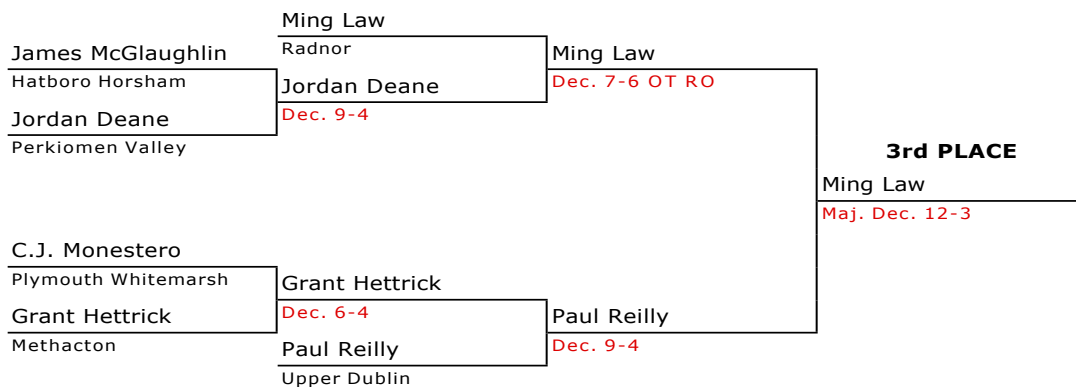 Ming Law
Radnor
James McGlaughlin
Hatboro Horsham
Ming Law
Dec. 7-6 OT RO
Jordan Deane
Dec. 9-4
Jordan Deane
Perkiomen Valley
3rd PLACE
Ming Law
Maj. Dec. 12-3
C.J. Monestero
Plymouth Whitemarsh
Grant Hettrick
Dec. 6-4
Grant Hettrick
Methacton
Paul Reilly
Dec. 9-4
Paul Reilly
Upper Dublin